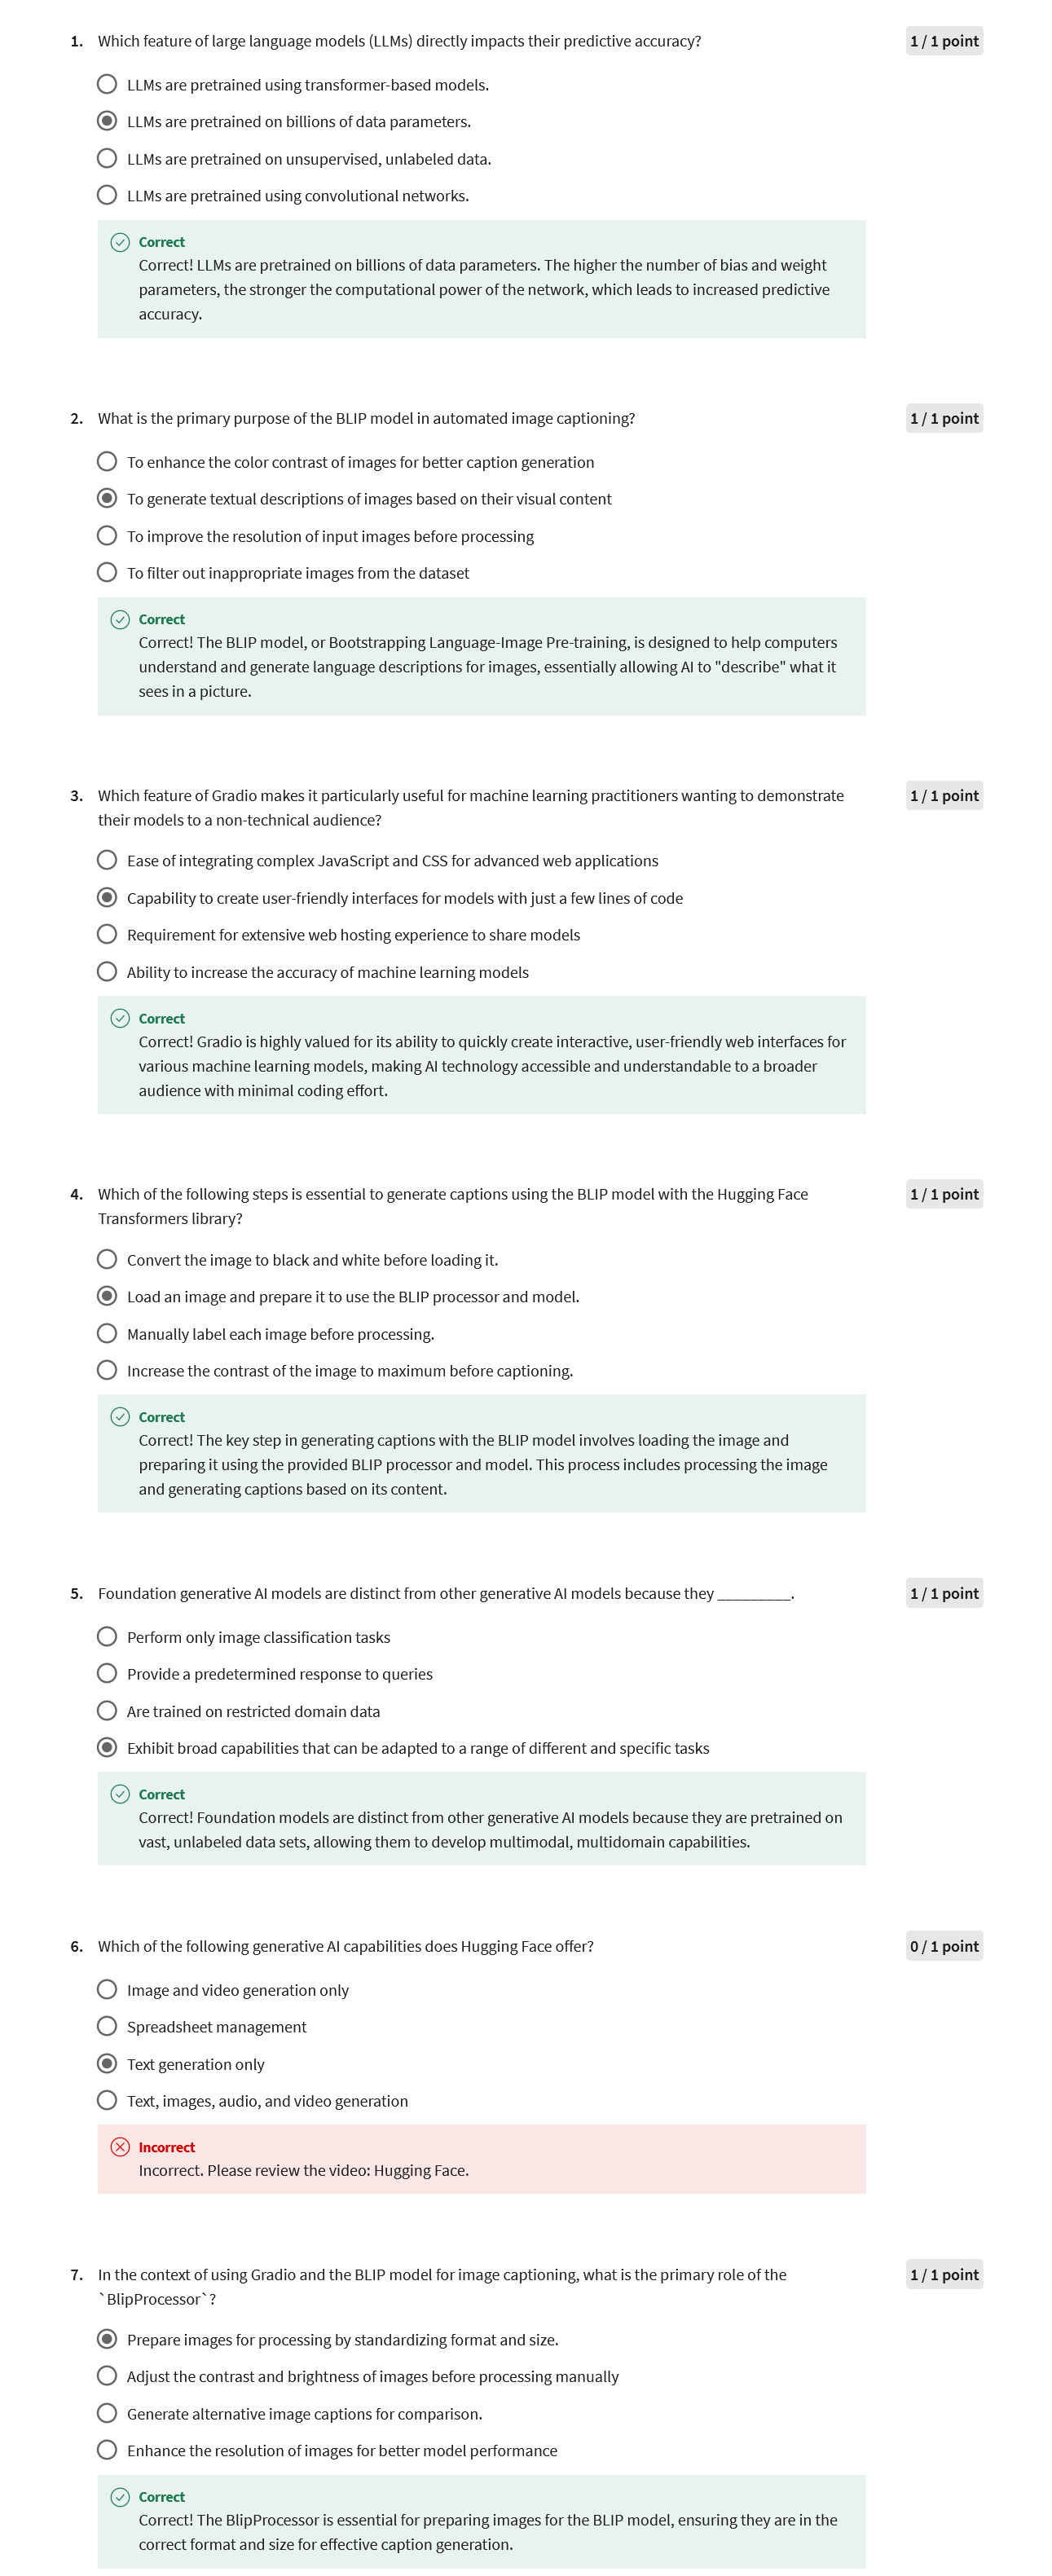 1. Which feature of large language models (LLMs) directly impacts their predictive accuracy? 1 / 1 point
LLMs are pretrained using transformer-based models.
LLMs are pretrained on billions of data parameters.
LLMs are pretrained on unsupervised, unlabeled data.
LLMs are pretrained using convolutional networks.
Correct
Correct! LLMs are pretrained on billions of data parameters. The higher the number of bias and weight
parameters, the stronger the computational power of the network, which leads to increased predictive
accuracy.
2. What is the primary purpose of the BLIP model in automated image captioning? 1 / 1 point
To enhance the color contrast of images for better caption generation
To generate textual descriptions of images based on their visual content
To improve the resolution of input images before processing
To filter out inappropriate images from the dataset
Correct
Correct! The BLIP model, or Bootstrapping Language-Image Pre-training, is designed to help computers
understand and generate language descriptions for images, essentially allowing AI to "describe" what it
sees in a picture.
3. Which feature of Gradio makes it particularly useful for machine learning practitioners wanting to demonstrate 1 / 1 point
their models to a non-technical audience?
Ease of integrating complex JavaScript and CSS for advanced web applications
Capability to create user-friendly interfaces for models with just a few lines of code
Requirement for extensive web hosting experience to share models
Ability to increase the accuracy of machine learning models
Correct
Correct! Gradio is highly valued for its ability to quickly create interactive, user-friendly web interfaces for
various machine learning models, making AI technology accessible and understandable to a broader
audience with minimal coding effort.
4. Which of the following steps is essential to generate captions using the BLIP model with the Hugging Face 1 / 1 point
Transformers library?
Convert the image to black and white before loading it.
Load an image and prepare it to use the BLIP processor and model.
Manually label each image before processing.
Increase the contrast of the image to maximum before captioning.
Correct
Correct! The key step in generating captions with the BLIP model involves loading the image and
preparing it using the provided BLIP processor and model. This process includes processing the image
and generating captions based on its content.
5. Foundation generative AI models are distinct from other generative AI models because they _________. 1 / 1 point
Perform only image classification tasks
Provide a predetermined response to queries
Are trained on restricted domain data
Exhibit broad capabilities that can be adapted to a range of different and specific tasks
Correct
Correct! Foundation models are distinct from other generative AI models because they are pretrained on
vast, unlabeled data sets, allowing them to develop multimodal, multidomain capabilities.
6. Which of the following generative AI capabilities does Hugging Face offer? 0 / 1 point
Image and video generation only
Spreadsheet management
Text generation only
Text, images, audio, and video generation
Incorrect
Incorrect. Please review the video: Hugging Face.
7. In the context of using Gradio and the BLIP model for image captioning, what is the primary role of the 1 / 1 point
`BlipProcessor`?
Prepare images for processing by standardizing format and size.
Adjust the contrast and brightness of images before processing manually
Generate alternative image captions for comparison.
Enhance the resolution of images for better model performance
Correct
Correct! The BlipProcessor is essential for preparing images for the BLIP model, ensuring they are in the
correct format and size for effective caption generation.